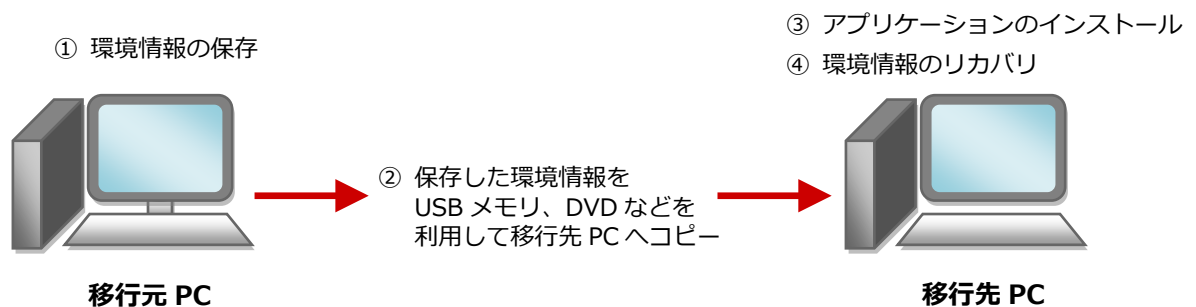 ① 環境情報の保存
③ アプリケーションのインストール
④ 環境情報のリカバリ
② 保存した環境情報を
USB メモリ、DVD などを
利用して移行先 PC へコピー
移行元 PC
移行先 PC